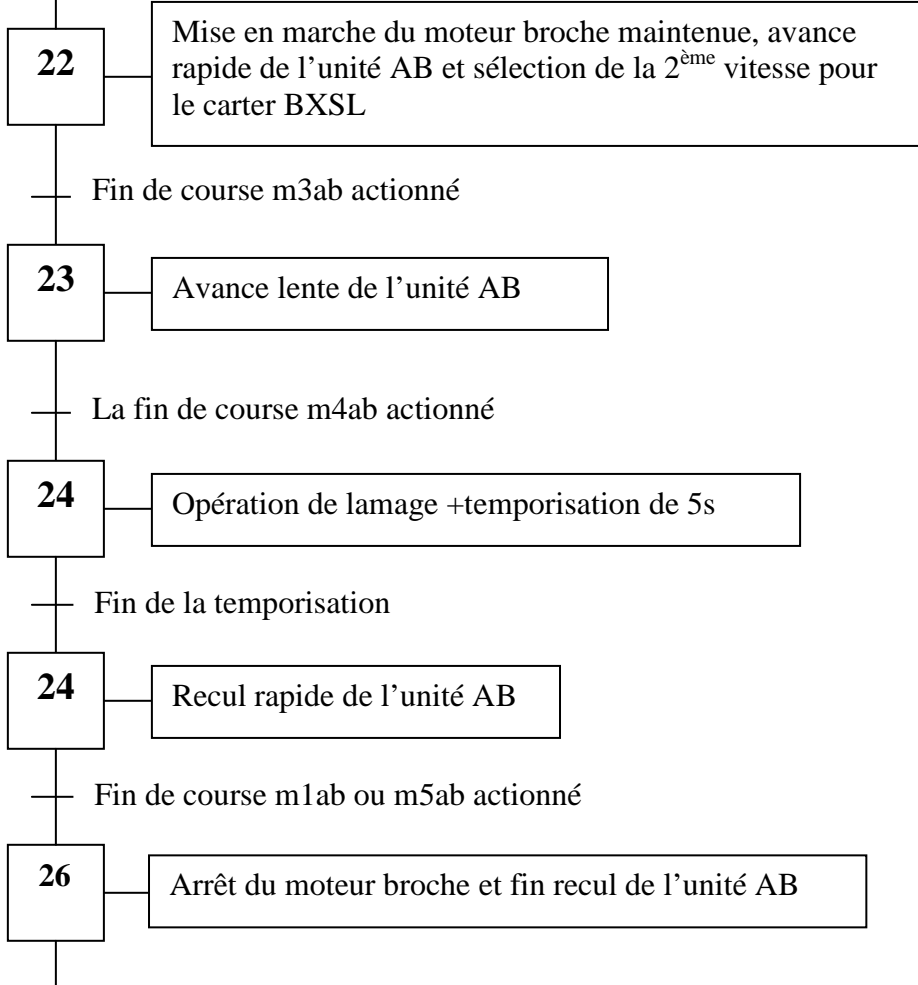 22
Mise en marche du moteur broche maintenue, avance
rapide de l’unité AB et sélection de la 2ème vitesse pour
le carter BXSL
Fin de course m3ab actionné
23
Avance lente de l’unité AB
La fin de course m4ab actionné
24
Opération de lamage +temporisation de 5s
Fin de la temporisation
24
Recul rapide de l’unité AB
Fin de course m1ab ou m5ab actionné
26
Arrêt du moteur broche et fin recul de l’unité AB